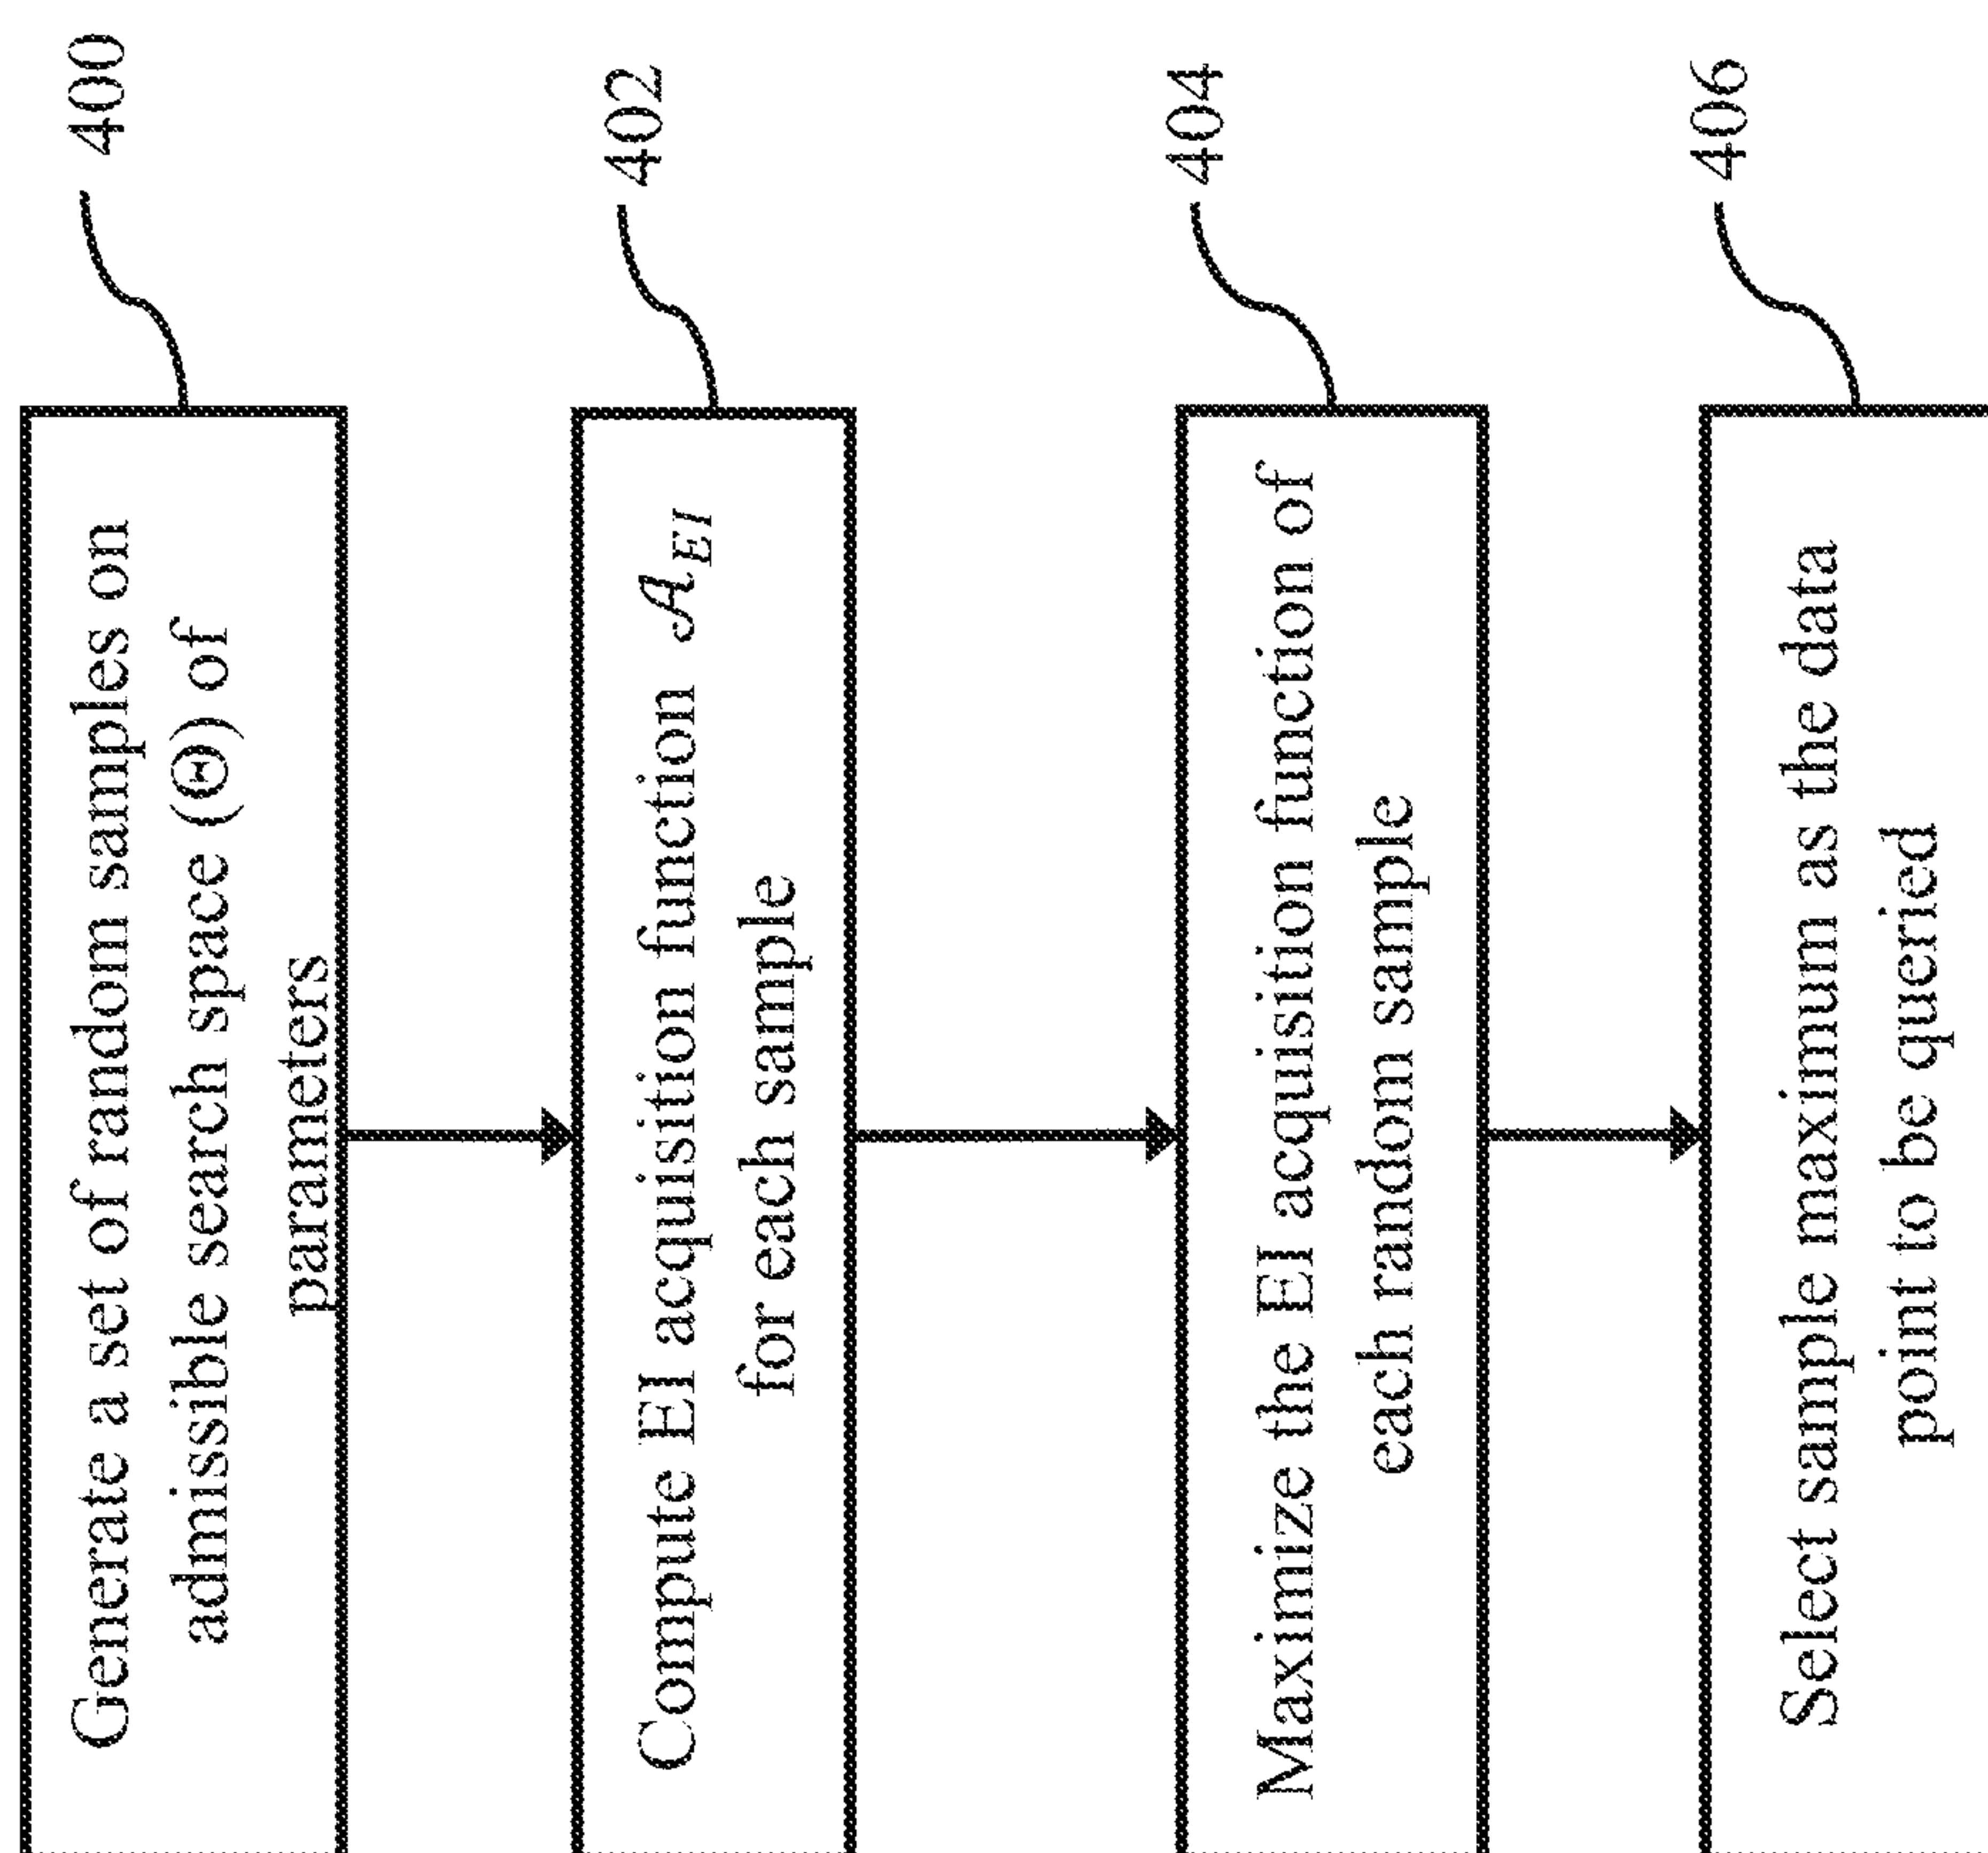 Generate a set of random samples on
admissible search space (Θ) of
parameters
400
Compute EI acquisition function 𝒜_EI
for each sample
402
Maximize the EI acquisition function of
each random sample
404
Select sample maximum as the data
point to be queried
406